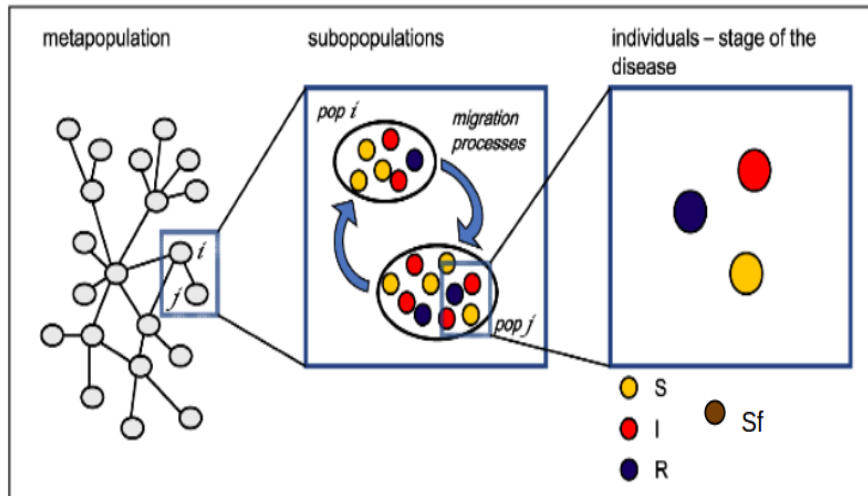 metapopulation
subopopulations
individuals – stage of the
disease
pop i
migration
processes
i
j
pop j
S
I
Sf
R